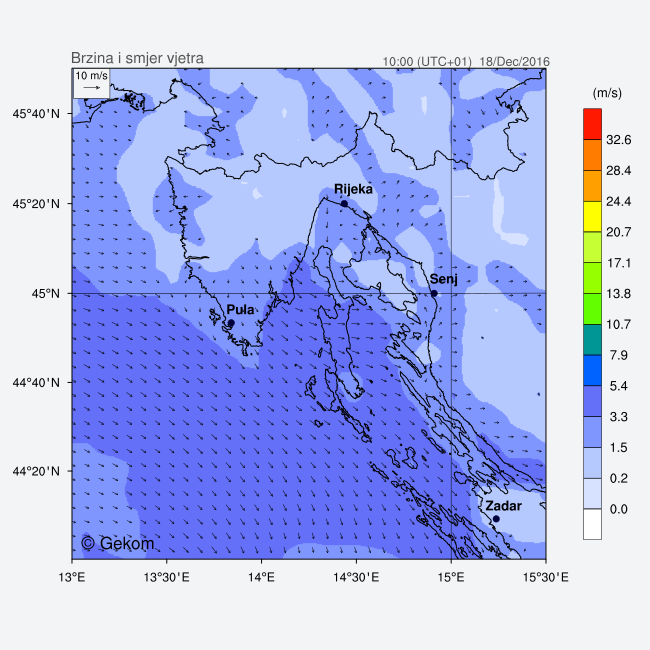 Brzina i smjer vjetra
10:00 (UTC+01) 18/Dec/2016
10 m/s
(m/s)
45°40'N
45°20'N
45°N
44°40'N
44°20'N
Rijeka
Senj
Pula
Zadar
© Gekom
13°E
13°30'E
14°E
14°30'E
15°E
15°30'E
32.6
28.4
24.4
20.7
17.1
13.8
10.7
7.9
5.4
3.3
1.5
0.2
0.0